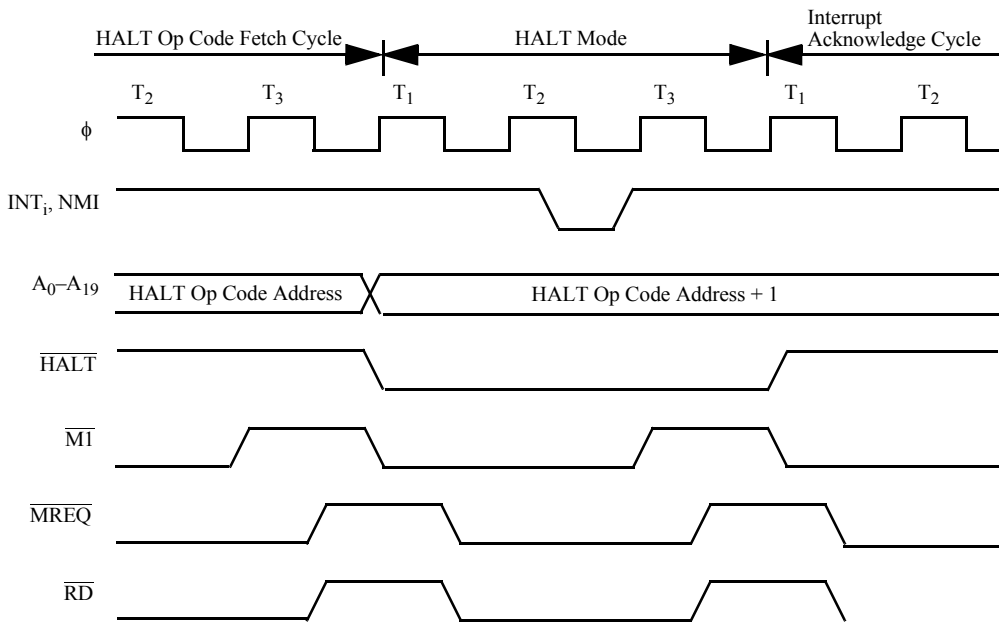 HALT Op Code Fetch Cycle
HALT Mode
Interrupt
Acknowledge Cycle
T2 T3 T1 T2 T3 T1 T2
ϕ
INTi, NMI
A0–A19
HALT Op Code Address
HALT Op Code Address + 1
HALT
M1
MREQ
RD